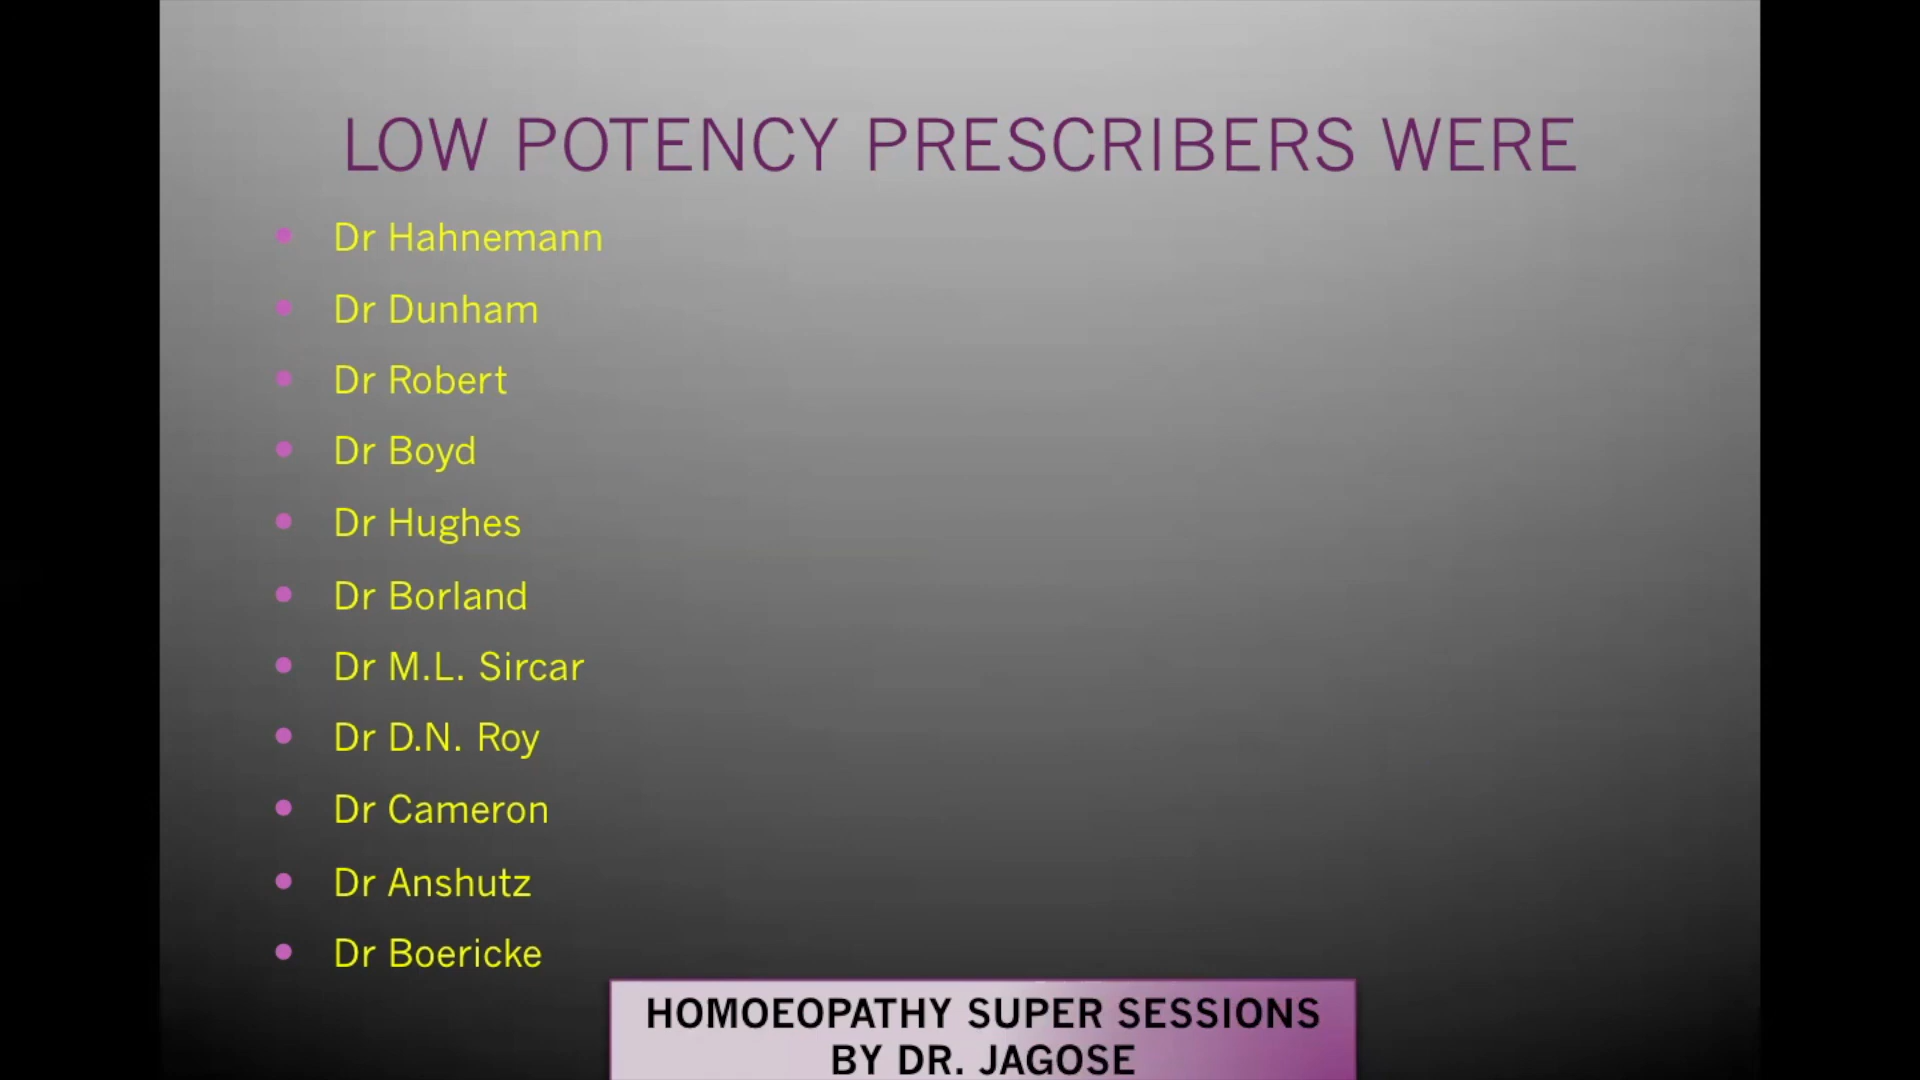 LOW POTENCY PRESCRIBERS WERE
• Dr Hahnemann
• Dr Dunham
• Dr Robert
• Dr Boyd
• Dr Hughes
• Dr Borland
• Dr M.L. Sircar
• Dr D.N. Roy
• Dr Cameron
• Dr Anshutz
• Dr Boericke
HOMOEOPATHY SUPER SESSIONS
BY DR. JAGOSE